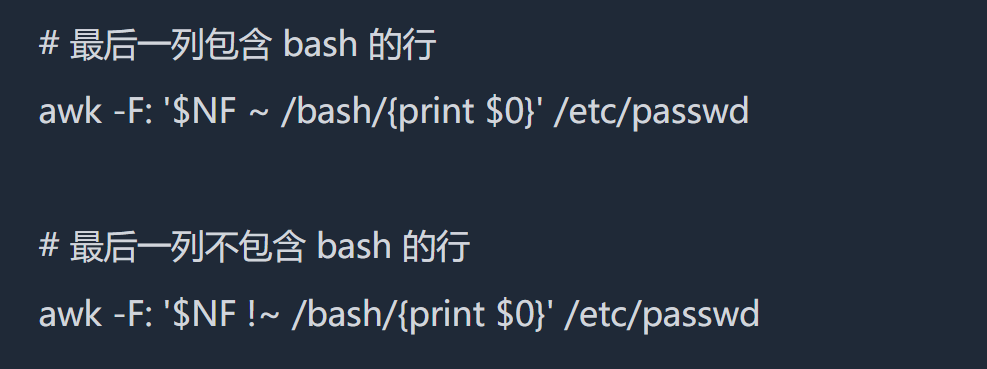 # 最后一列包含 bash 的行
awk -F: '$NF ~ /bash/{print $0}' /etc/passwd
# 最后一列不包含 bash 的行
awk -F: '$NF !~ /bash/{print $0}' /etc/passwd